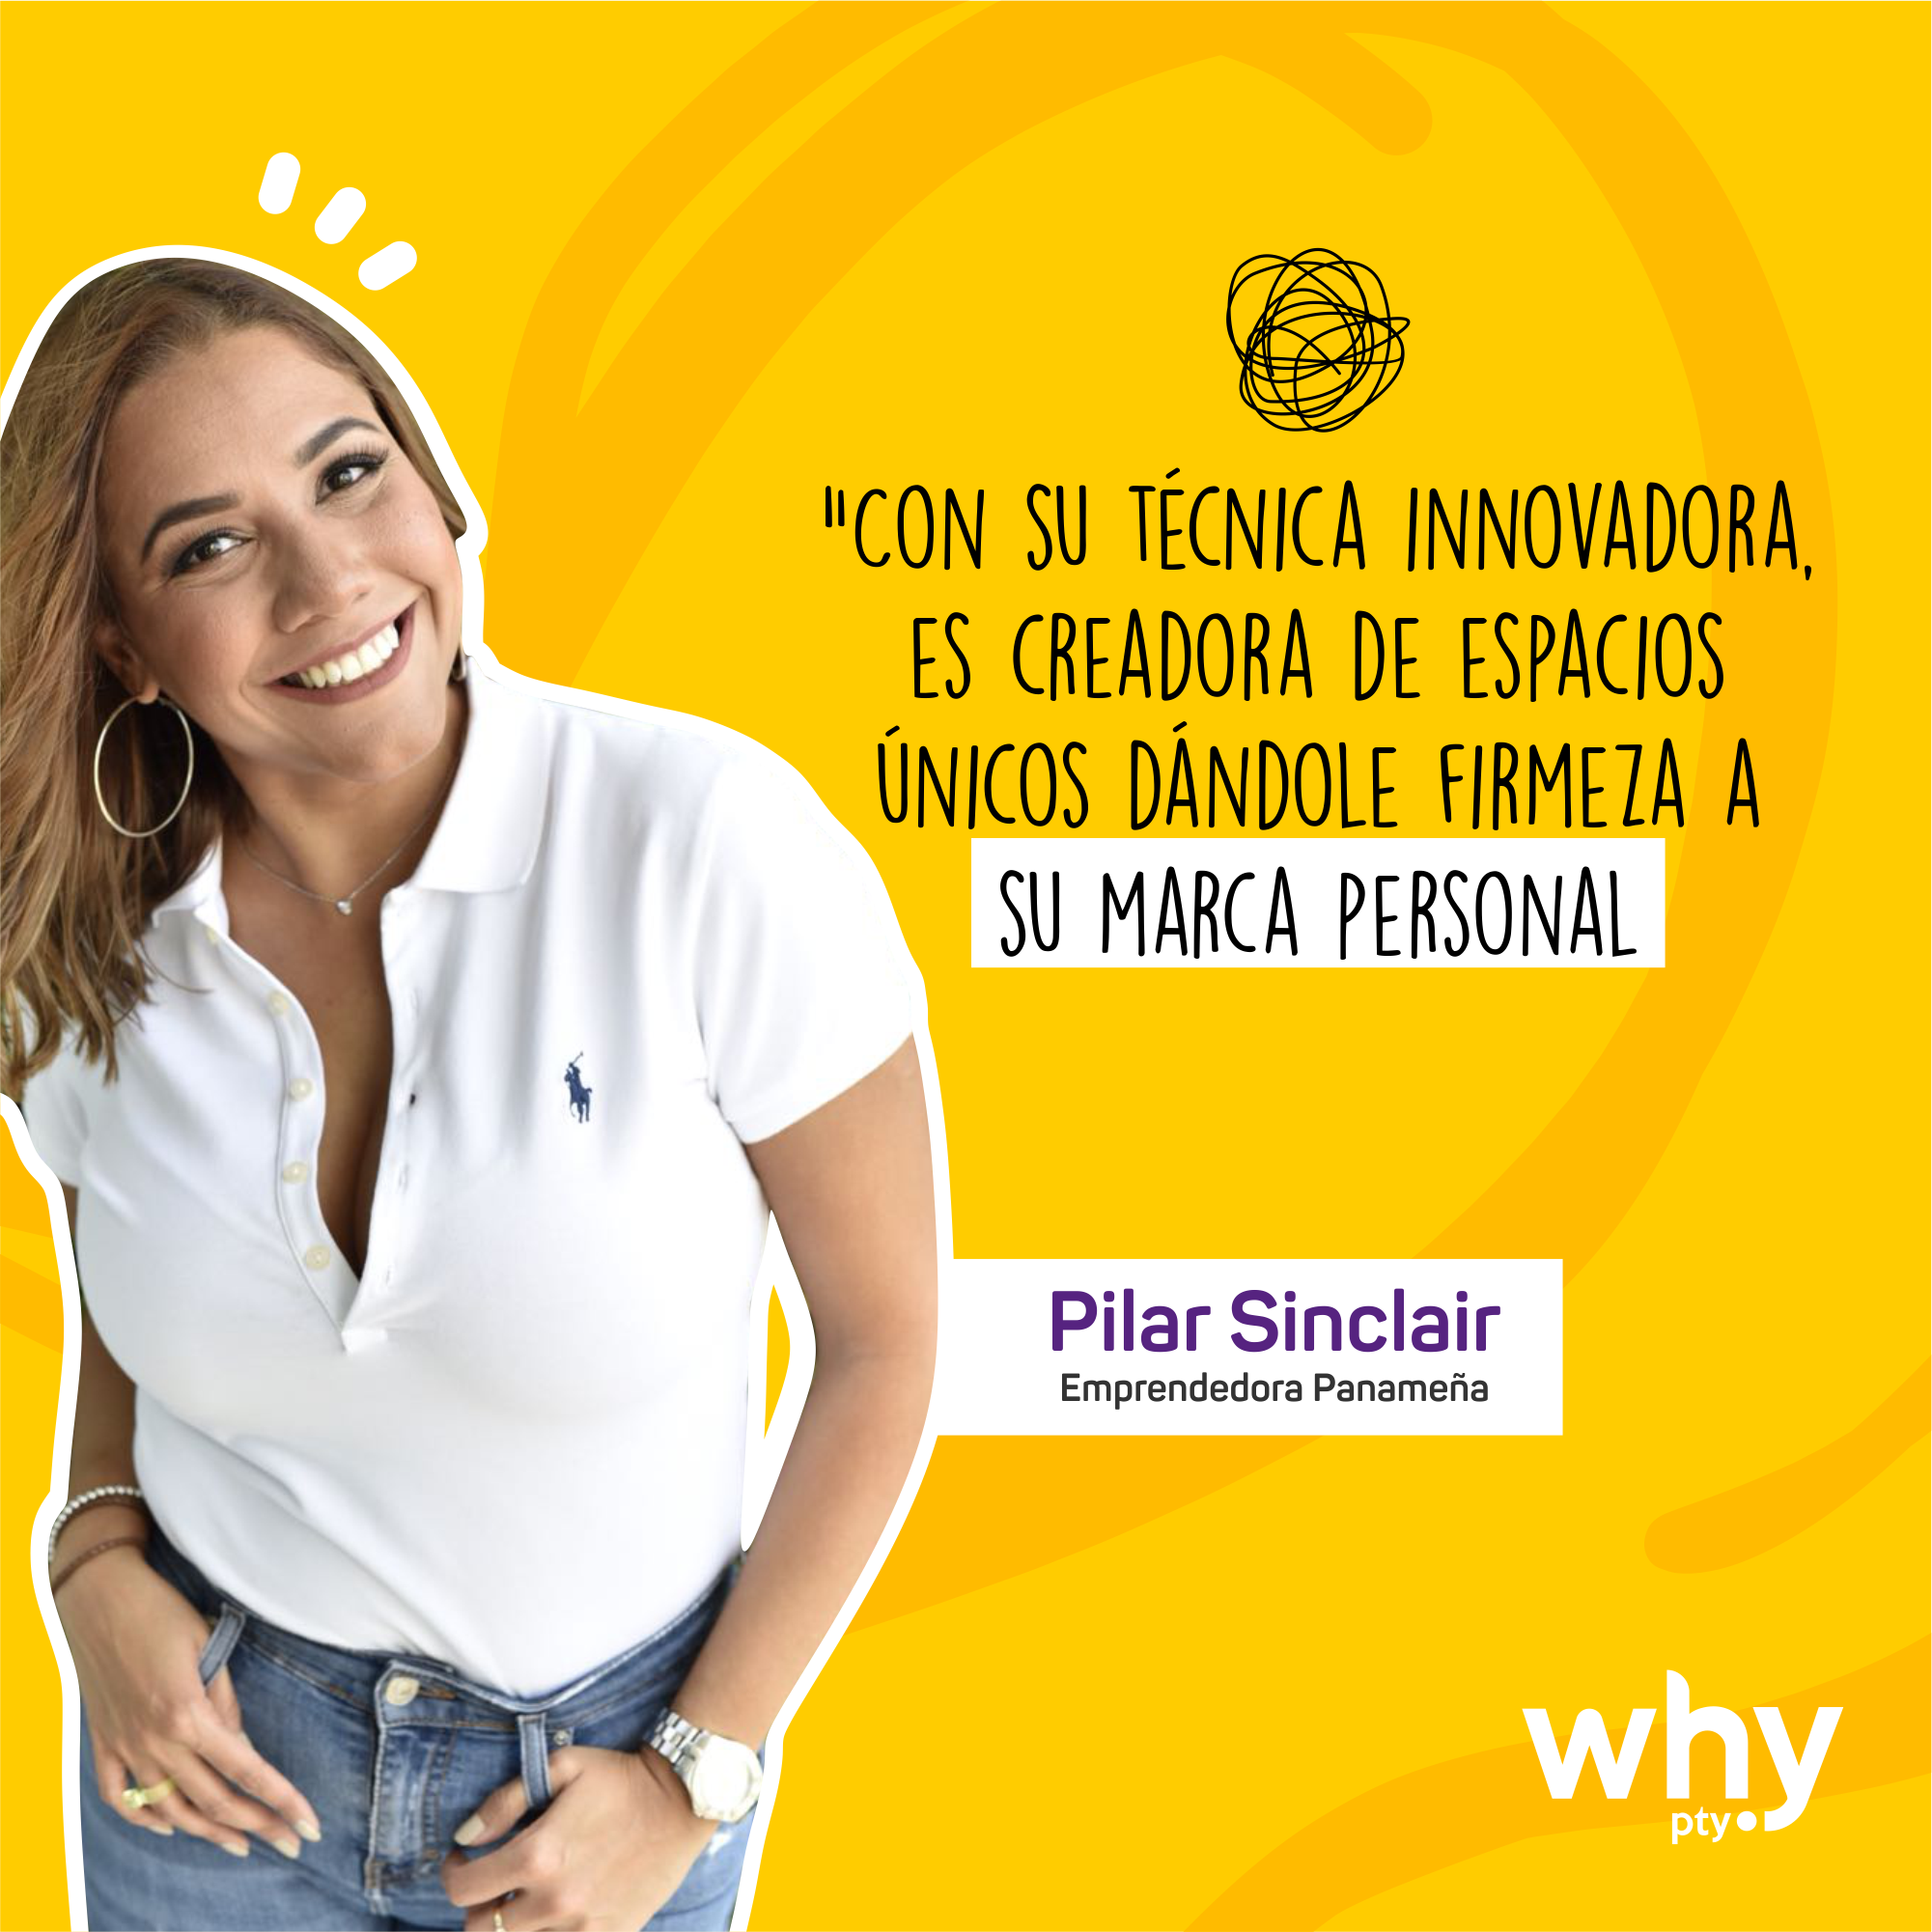 "CON SU TÉCNICA INNOVADORA,
ES CREADORA DE ESPACIOS
ÚNICOS DÁNDOLE FIRMEZA A
SU MARCA PERSONAL
Pilar Sinclair
Emprendedora Panameña
why
pty